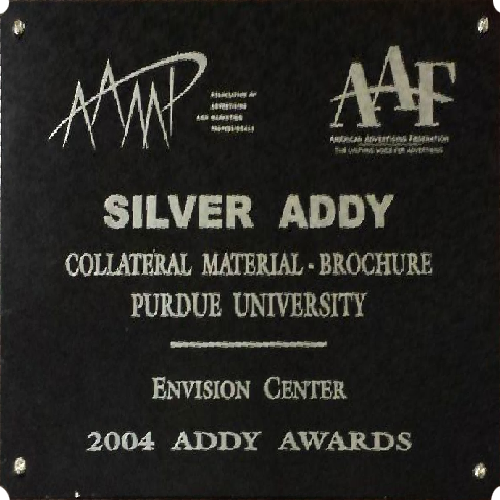 AAMP
ASSOCIATION OF
ADVERTISING
AND MARKETING
PROFESSIONALS
AAF
AMERICAN ADVERTISING FEDERATION
THE UNIFYING VOICE FOR ADVERTISING
SILVER ADDY
COLLATERAL MATERIAL - BROCHURE
PURDUE UNIVERSITY
ENVISION CENTER
2004 ADDY AWARDS